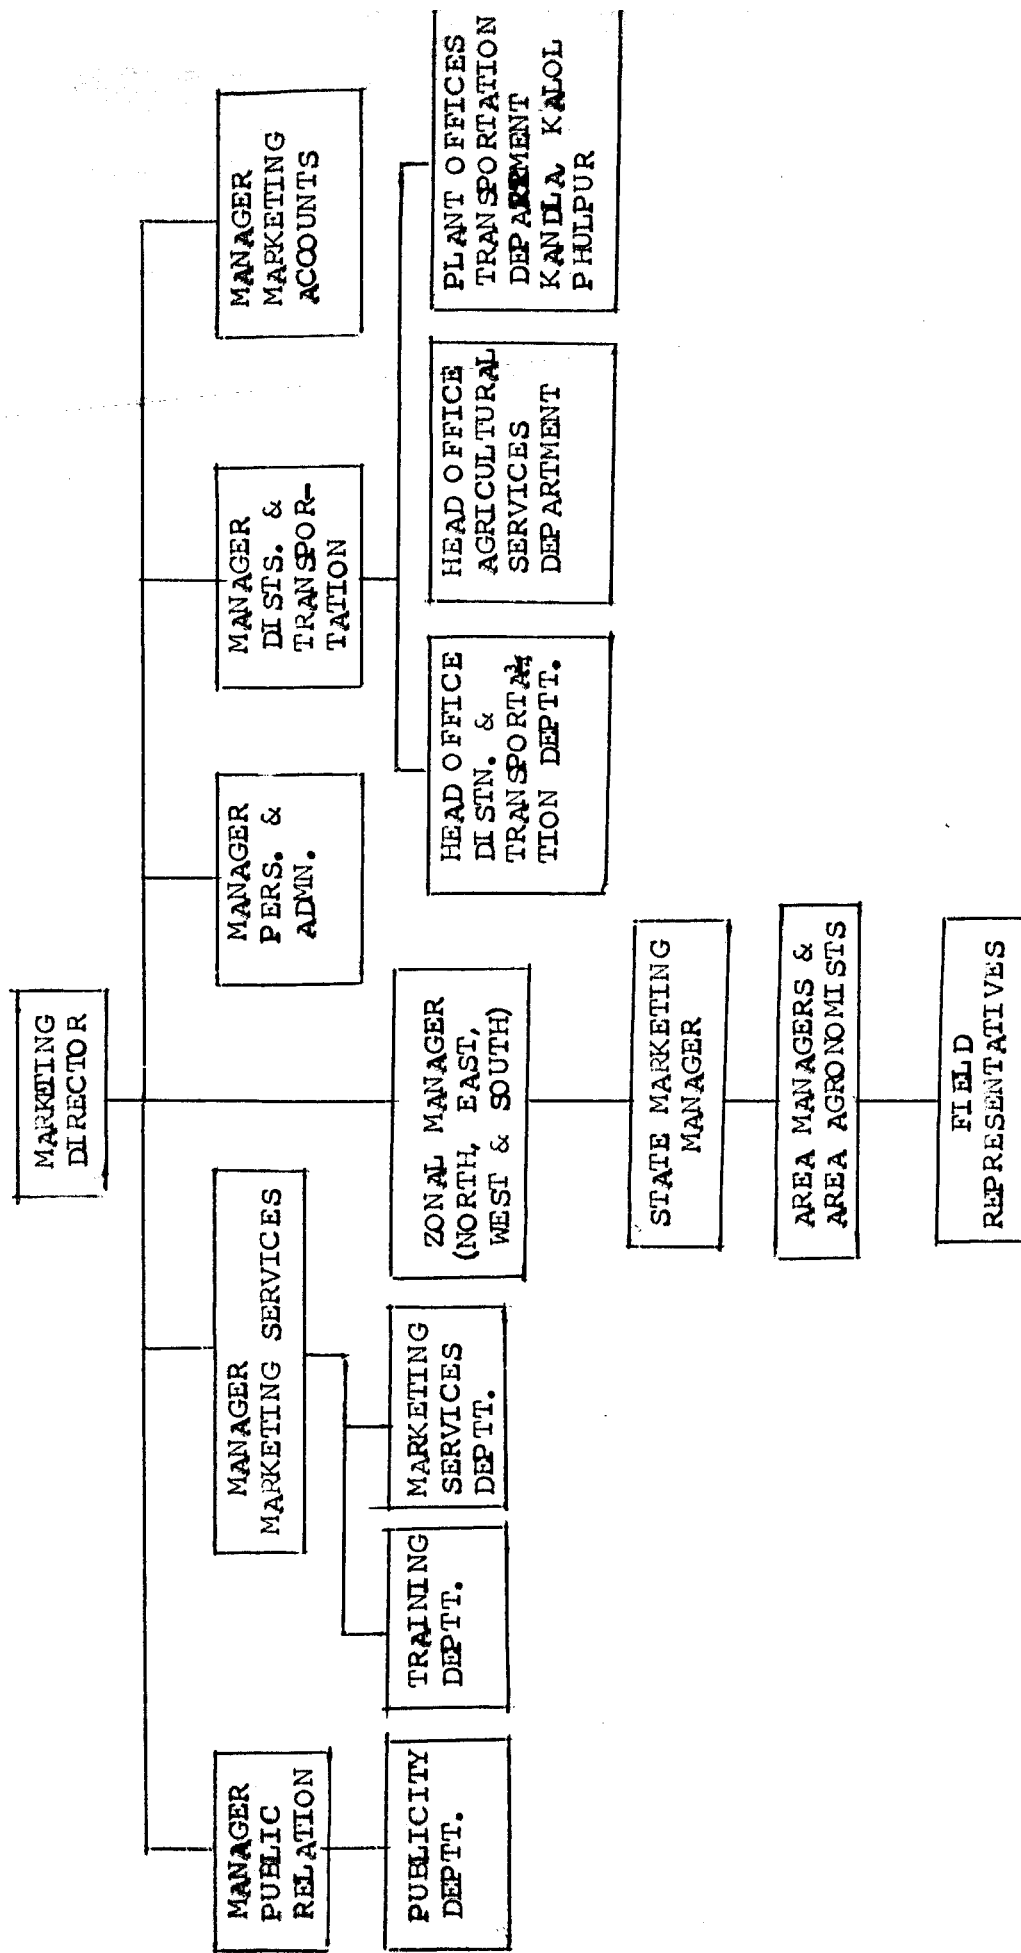 MARKETING
DIRECTOR
MANAGER
PUBLIC
RELATION
MANAGER
MARKETING SERVICES
MANAGER
PERS. &
ADMN.
MANAGER
DISTS. &
TRANSPOR-
TATION
MANAGER
MARKETING
ACCOUNTS
PUBLICITY
DEPTT.
TRAINING
DEPTT.
MARKETING
SERVICES
DEPTT.
ZONAL MANAGER
(NORTH, EAST,
WEST & SOUTH)
HEAD OFFICE
DISTN. &
TRANSPORTA-
TION DEPTT.
HEAD OFFICE
AGRICULTURAL
SERVICES
DEPARTMENT
PLANT OFFICES
TRANSPORTATION
DEPARTMENT
KANDLA, KALOL
PHULPUR
STATE MARKETING
MANAGER
AREA MANAGERS &
AREA AGRONOMISTS
FIELD
REPRESENTATIVES